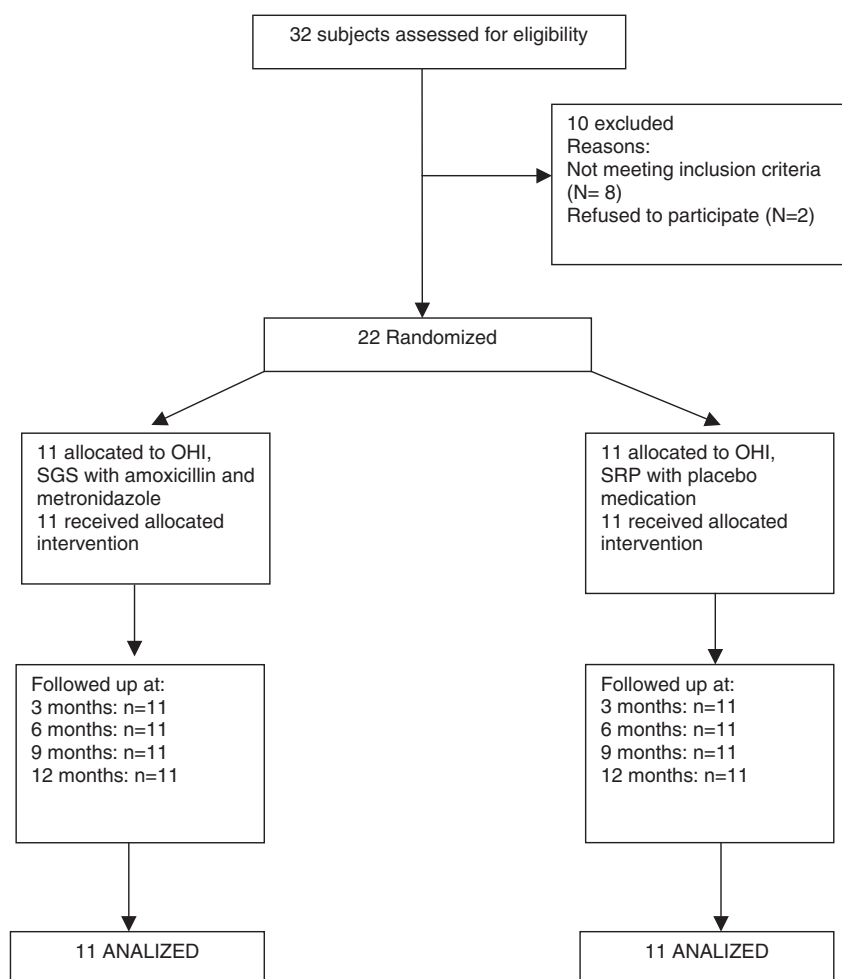 32 subjects assessed for eligibility
10 excluded
Reasons:
Not meeting inclusion criteria
(N= 8)
Refused to participate (N=2)
22 Randomized
11 allocated to OHI,
SGS with amoxicillin and
metronidazole
11 received allocated
intervention
11 allocated to OHI,
SRP with placebo
medication
11 received allocated
intervention
Followed up at:
3 months: n=11
6 months: n=11
9 months: n=11
12 months: n=11
Followed up at:
3 months: n=11
6 months: n=11
9 months: n=11
12 months: n=11
11 ANALIZED
11 ANALIZED